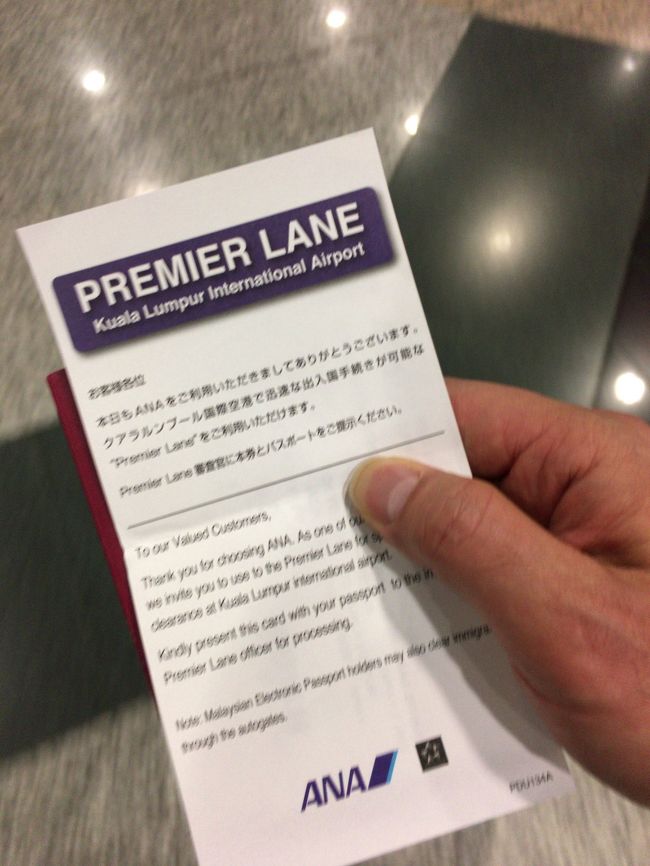 PREMIER LANE
Kuala Lumpur International Airport
お客様各位
本日もANAをご利用いただきましてありがとうございます。
クアラルンプール国際空港で迅速な出入国手続きが可能な
"Premier Lane"をご利用いただけます。
Premier Lane 審査官に本券とパスポートをご提示ください。
To our Valued Customers,
Thank you for choosing ANA. As one of
we invite you to use to the Premier Lane for
clearance at Kuala Lumpur international airport.
Kindly present this card with your passport to the
Premier Lane officer for processing.
Note: Malaysian Electronic Passport holders may also clear
through the autogates.
ANA
PDU134A